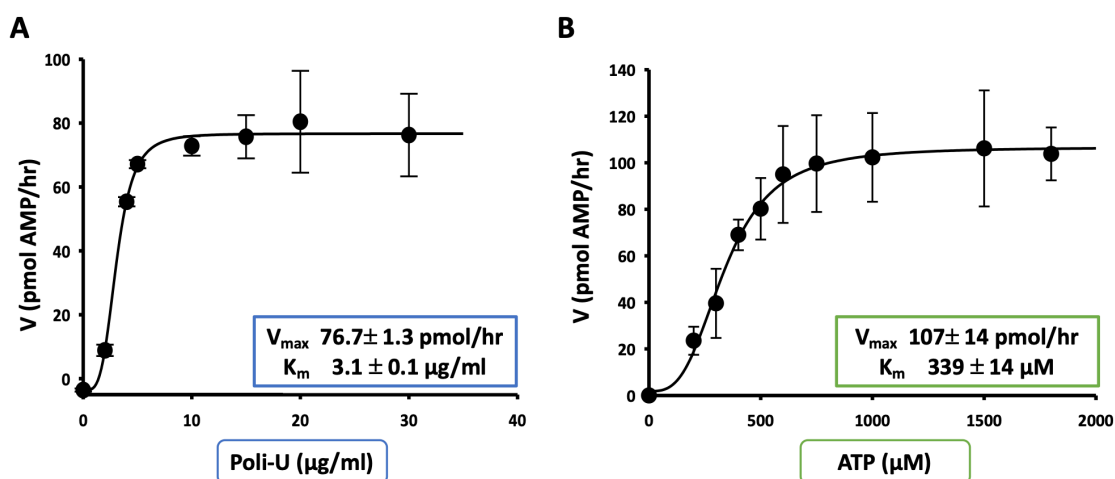 A
V (pmol AMP/hr)
100
80
60
40
20
0
0 10 20 30 40
Vmax 76.7± 1.3 pmol/hr
Km 3.1 ± 0.1 µg/ml
Poli-U (µg/ml)
B
V (pmol AMP/hr)
140
120
100
80
60
40
20
0
0 500 1000 1500 2000
Vmax 107± 14 pmol/hr
Km 339 ± 14 µM
ATP (µM)